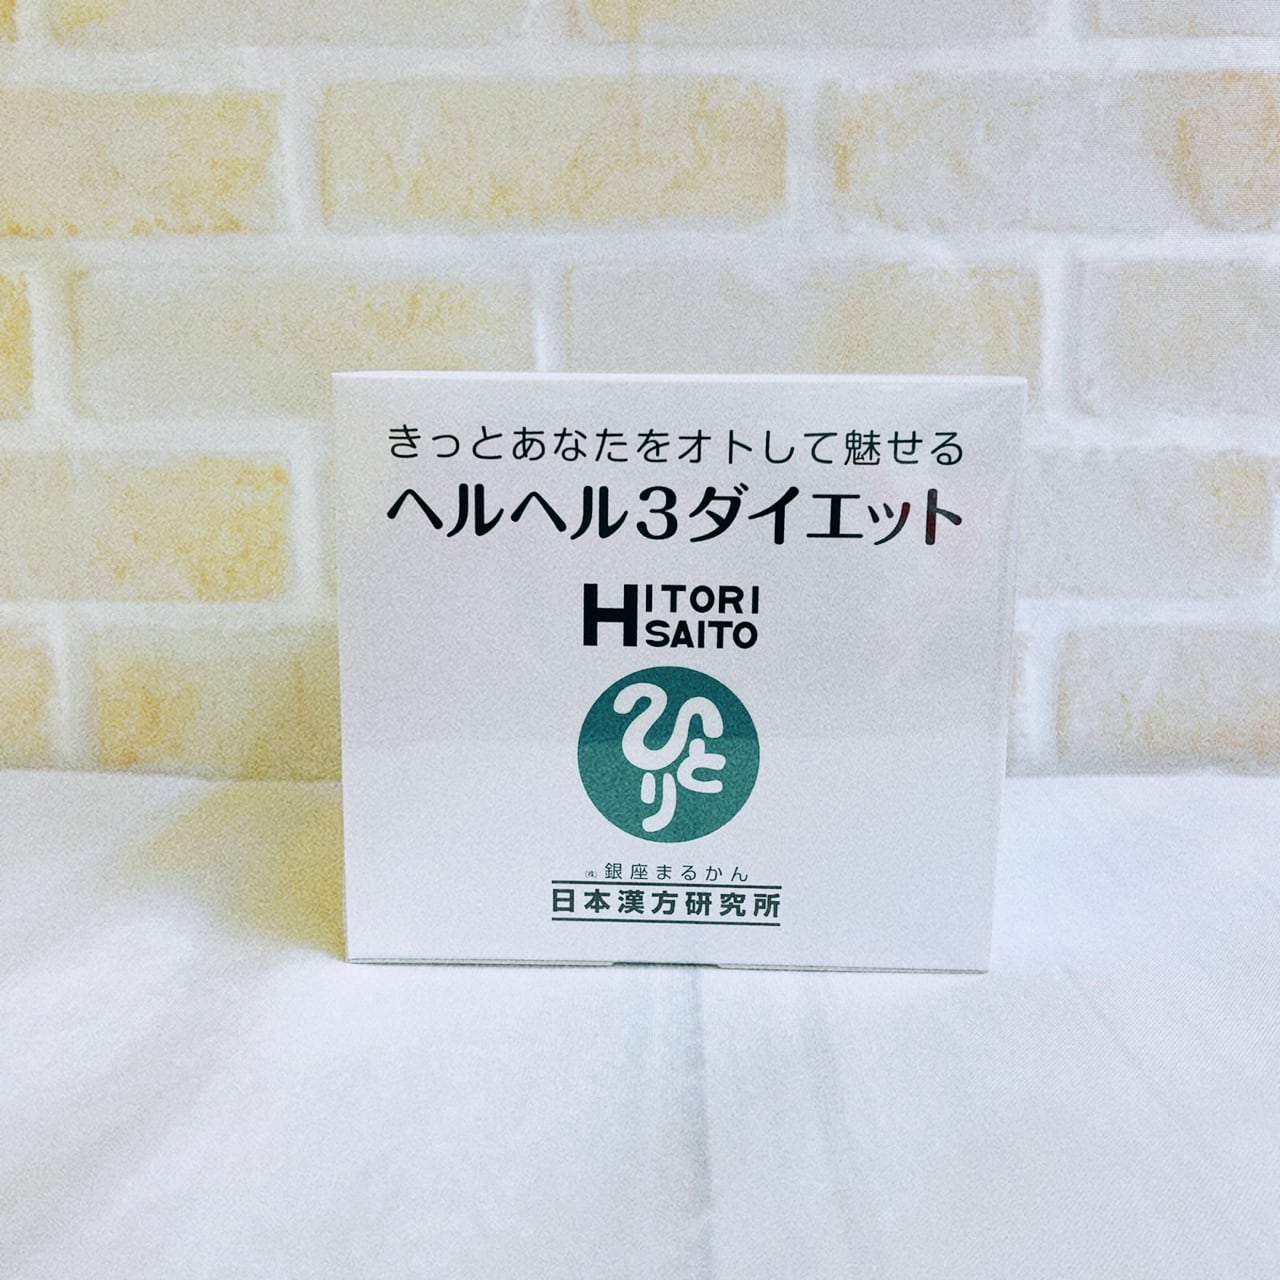 きっとあなたをオトして魅せる
ヘルヘル3ダイエット
HITORI
SAITO
ひとり
(株)銀座まるかん
日本漢方研究所